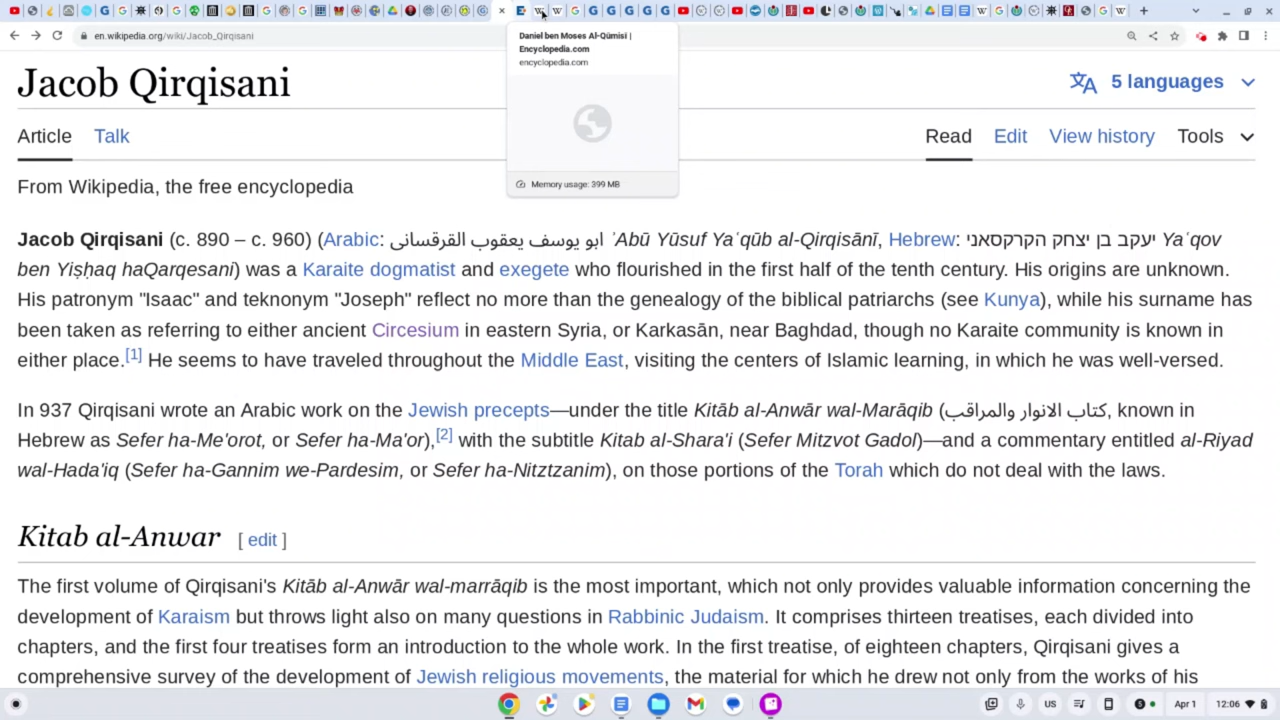 en.wikipedia.org/wiki/Jacob_Qirqisani
Daniel ben Moses Al-Qūmisī |
Encyclopedia.com
encyclopedia.com
Memory usage: 399 MB
Jacob Qirqisani
5 languages
Article Talk Read Edit View history Tools
From Wikipedia, the free encyclopedia
Jacob Qirqisani (c. 890 – c. 960) (Arabic: ابو يوسف يعقوب القرقسانی ʾAbū Yūsuf Yaʿqūb al-Qirqisānī, Hebrew: יעקב בן יצחק הקרקסאני Yaʿqov
ben Yiṣḥaq haQarqesani) was a Karaite dogmatist and exegete who flourished in the first half of the tenth century. His origins are unknown.
His patronym "Isaac" and teknonym "Joseph" reflect no more than the genealogy of the biblical patriarchs (see Kunya), while his surname has
been taken as referring to either ancient Circesium in eastern Syria, or Karkasān, near Baghdad, though no Karaite community is known in
either place.[1] He seems to have traveled throughout the Middle East, visiting the centers of Islamic learning, in which he was well-versed.
In 937 Qirqisani wrote an Arabic work on the Jewish precepts—under the title Kitāb al-Anwār wal-Marāqib (كتاب الانوار والمراقب, known in
Hebrew as Sefer ha-Me'orot, or Sefer ha-Ma'or),[2] with the subtitle Kitab al-Shara'i (Sefer Mitzvot Gadol)—and a commentary entitled al-Riyad
wal-Hada'iq (Sefer ha-Gannim we-Pardesim, or Sefer ha-Nitztzanim), on those portions of the Torah which do not deal with the laws.
Kitab al-Anwar [ edit ]
The first volume of Qirqisani's Kitāb al-Anwār wal-marrāqib is the most important, which not only provides valuable information concerning the
development of Karaism but throws light also on many questions in Rabbinic Judaism. It comprises thirteen treatises, each divided into
chapters, and the first four treatises form an introduction to the whole work. In the first treatise, of eighteen chapters, Qirqisani gives a
comprehensive survey of the development of Jewish religious movements, the material for which he drew not only from the works of his
US Apr 1 12:06